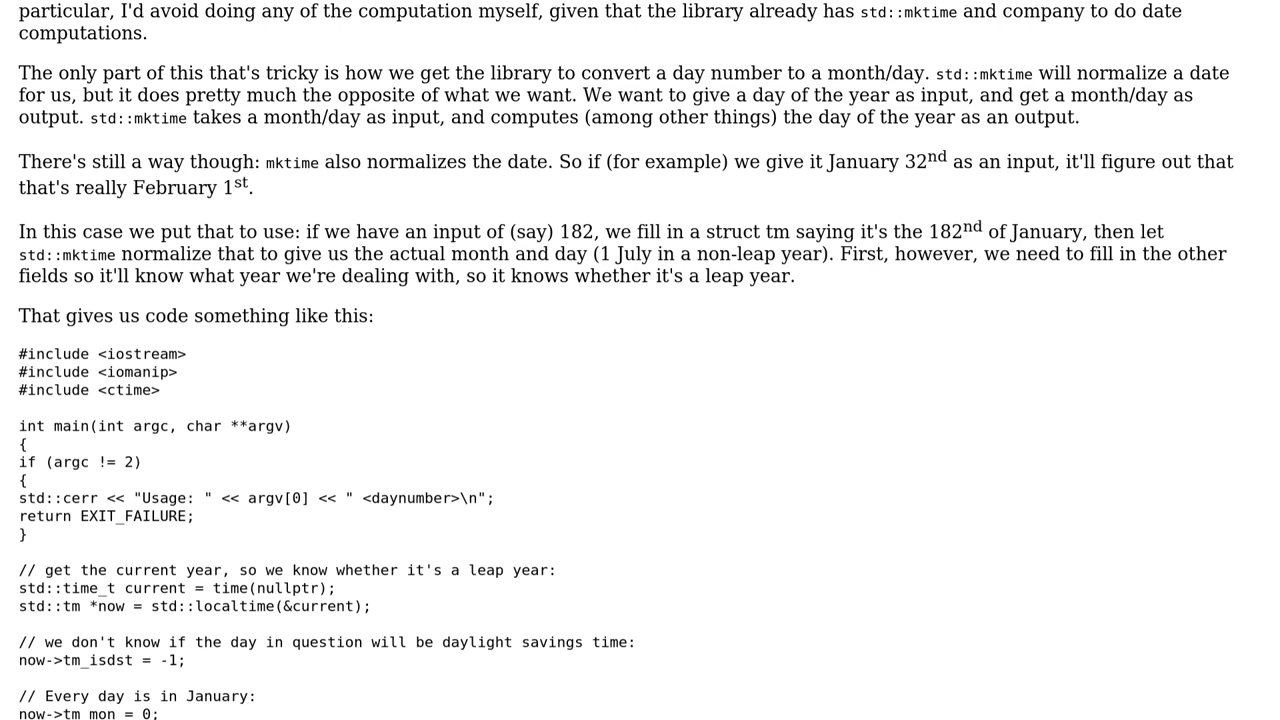 particular, I'd avoid doing any of the computation myself, given that the library already has std::mktime and company to do date
computations.
The only part of this that's tricky is how we get the library to convert a day number to a month/day. std::mktime will normalize a date
for us, but it does pretty much the opposite of what we want. We want to give a day of the year as input, and get a month/day as
output. std::mktime takes a month/day as input, and computes (among other things) the day of the year as an output.
There's still a way though: mktime also normalizes the date. So if (for example) we give it January 32nd as an input, it'll figure out that
that's really February 1st.
In this case we put that to use: if we have an input of (say) 182, we fill in a struct tm saying it's the 182nd of January, then let
std::mktime normalize that to give us the actual month and day (1 July in a non-leap year). First, however, we need to fill in the other
fields so it'll know what year we're dealing with, so it knows whether it's a leap year.
That gives us code something like this:
#include <iostream>
#include <iomanip>
#include <ctime>
int main(int argc, char **argv)
{
if (argc != 2)
{
std::cerr << "Usage: " << argv[0] << " <daynumber>\n";
return EXIT_FAILURE;
}
// get the current year, so we know whether it's a leap year:
std::time_t current = time(nullptr);
std::tm *now = std::localtime(&current);
// we don't know if the day in question will be daylight savings time:
now->tm_isdst = -1;
// Every day is in January:
now->tm_mon = 0;